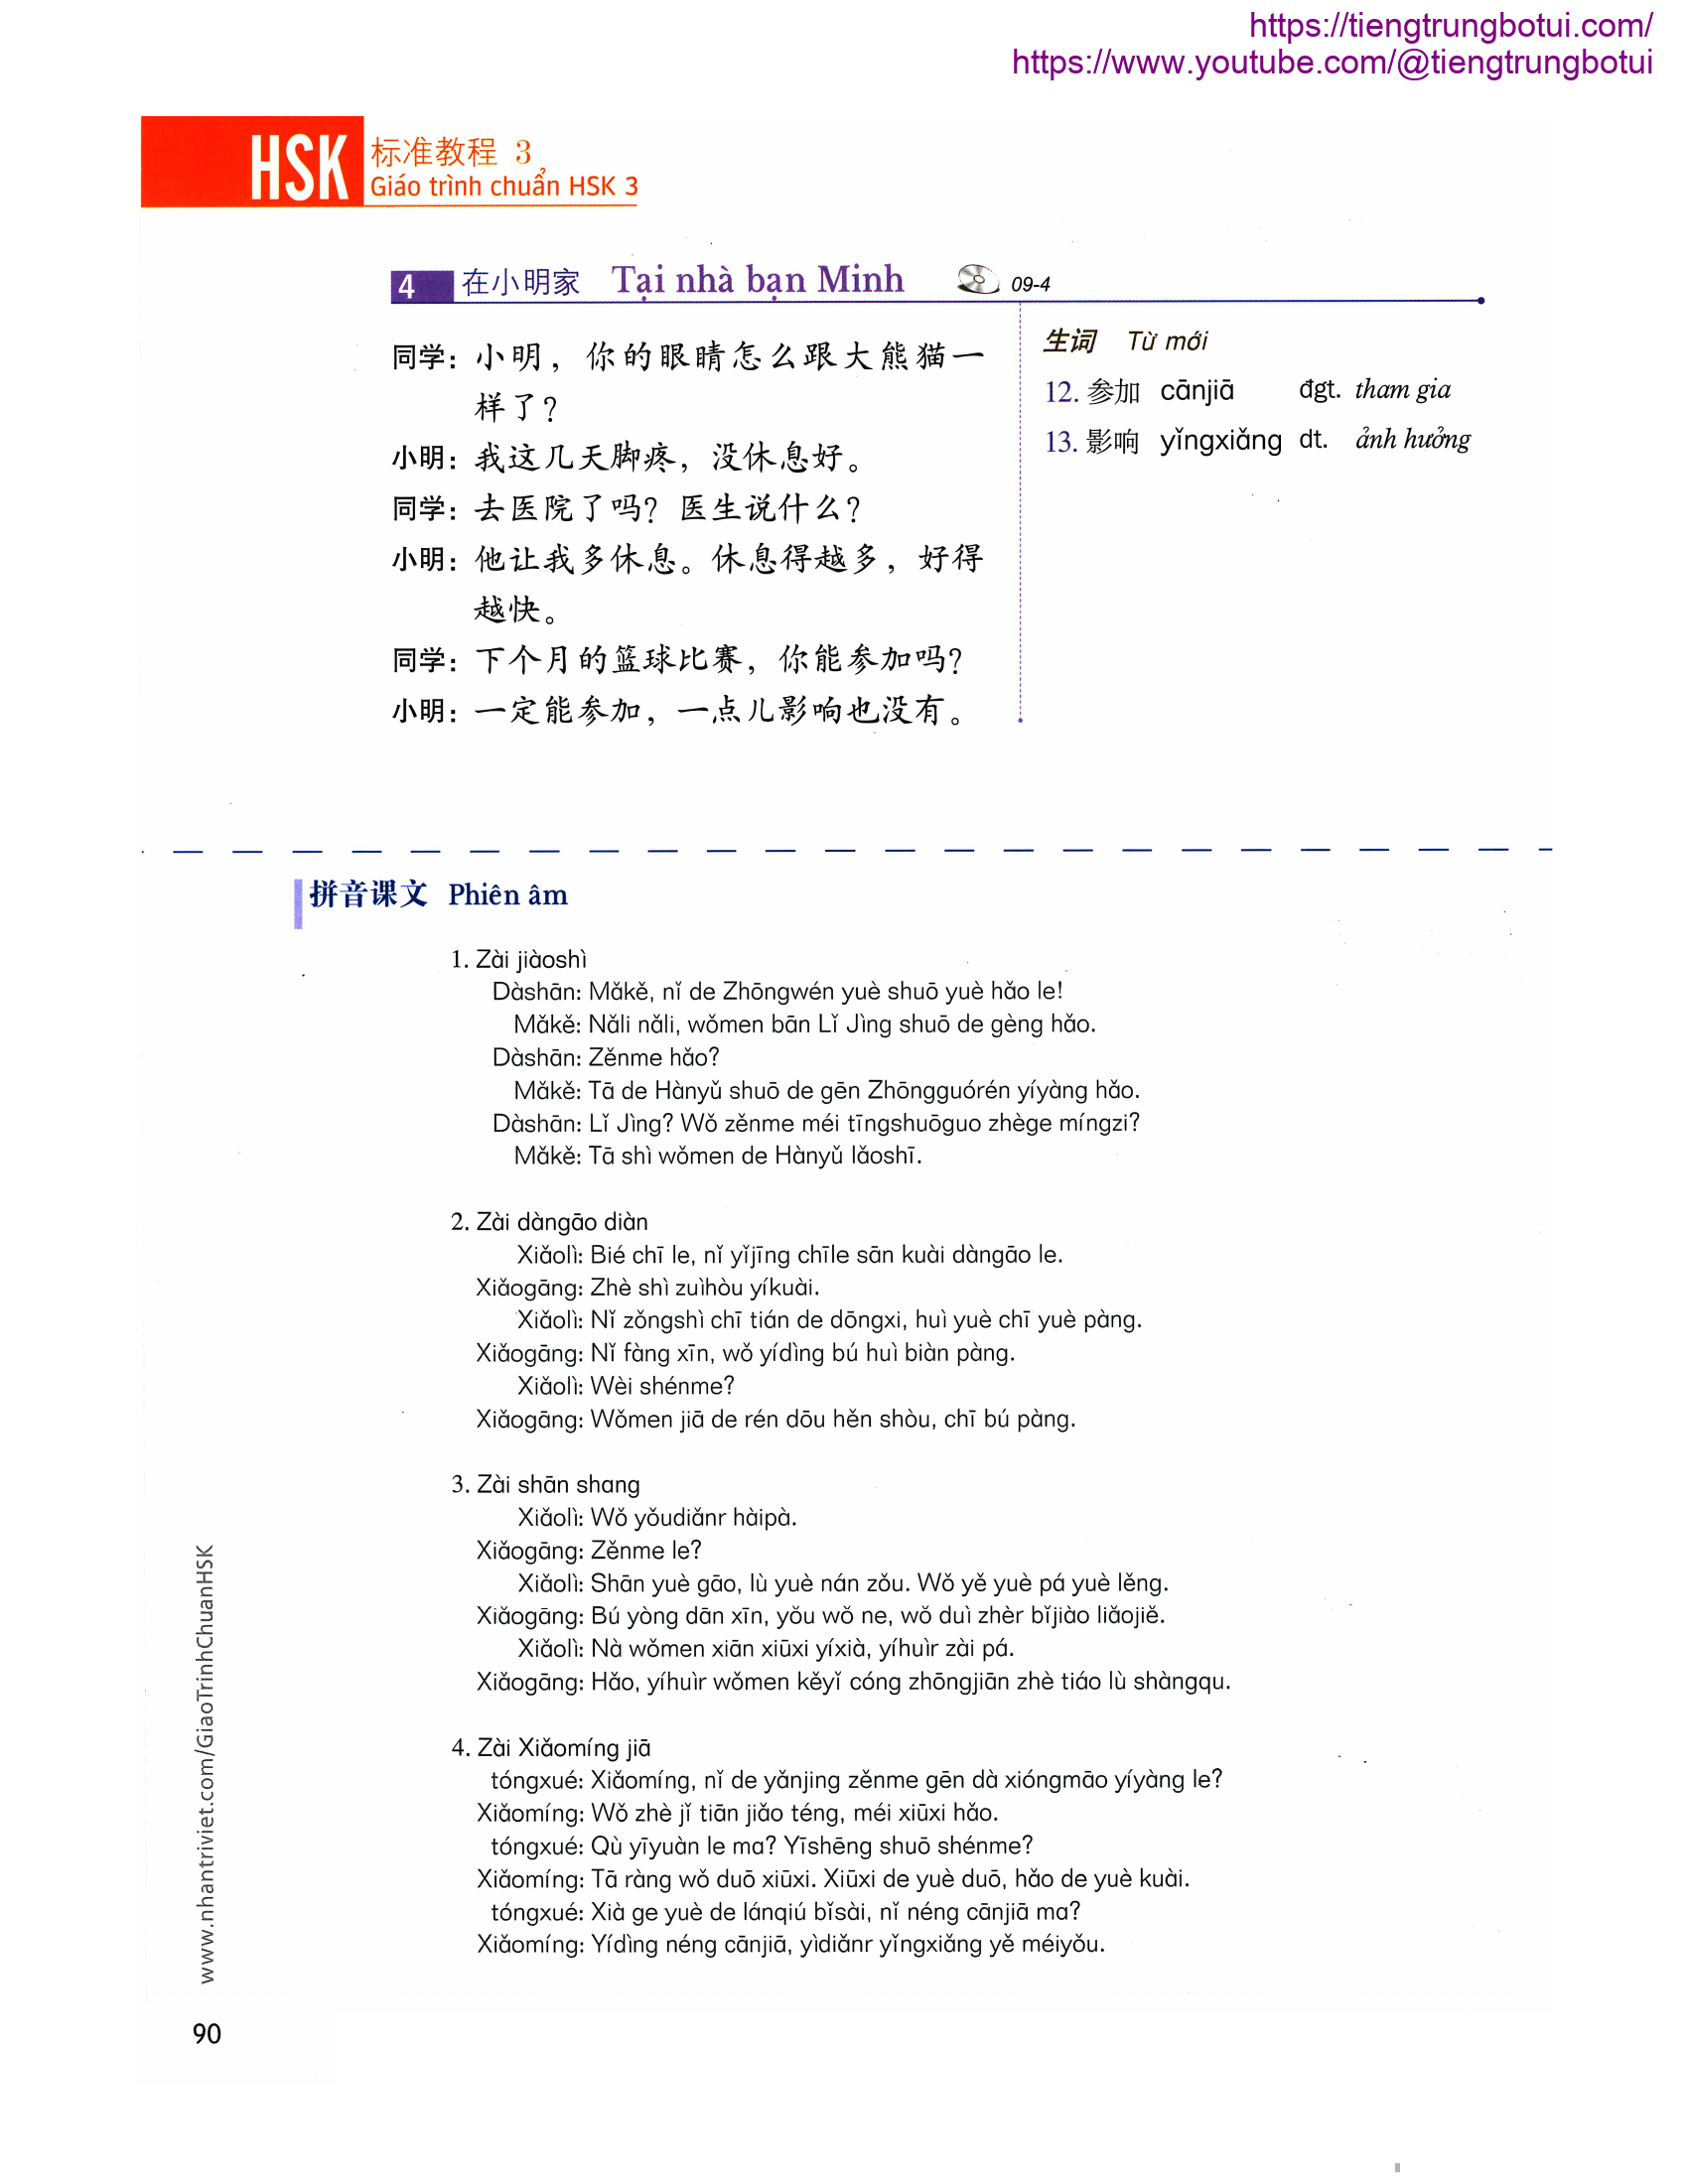 https://tiengtrungbotui.com/
https://www.youtube.com/@tiengtrungbotui
HSK 标准教程 3
Giáo trình chuẩn HSK 3
4 在小明家 Tại nhà bạn Minh 09-4
同学：小明，你的眼睛怎么跟大熊猫一
样了？
小明：我这几天脚疼，没休息好。
同学：去医院了吗？医生说什么？
小明：他让我多休息。休息得越多，好得
越快。
同学：下个月的篮球比赛，你能参加吗？
小明：一定能参加，一点儿影响也没有。
生词 Từ mới
12. 参加 cānjiā đgt. tham gia
13. 影响 yǐngxiǎng dt. ảnh hưởng
拼音课文 Phiên âm
1. Zài jiàoshì
Dàshān: Mǎkě, nǐ de Zhōngwén yuè shuō yuè hǎo le!
Mǎkě: Nǎli nǎli, wǒmen bān Lǐ Jìng shuō de gèng hǎo.
Dàshān: Zěnme hǎo?
Mǎkě: Tā de Hànyǔ shuō de gēn Zhōngguórén yíyàng hǎo.
Dàshān: Lǐ Jìng? Wǒ zěnme méi tīngshuōguo zhège míngzi?
Mǎkě: Tā shì wǒmen de Hànyǔ lǎoshī.
2. Zài dàngāo diàn
Xiǎolì: Bié chī le, nǐ yǐjīng chīle sān kuài dàngāo le.
Xiǎogāng: Zhè shì zuìhòu yíkuài.
Xiǎolì: Nǐ zǒngshì chī tián de dōngxi, huì yuè chī yuè pàng.
Xiǎogāng: Nǐ fàng xīn, wǒ yídìng bú huì biàn pàng.
Xiǎolì: Wèi shénme?
Xiǎogāng: Wǒmen jiā de rén dōu hěn shòu, chī bú pàng.
3. Zài shān shang
Xiǎolì: Wǒ yǒudiǎnr hàipà.
Xiǎogāng: Zěnme le?
Xiǎolì: Shān yuè gāo, lù yuè nán zǒu. Wǒ yě yuè pá yuè lěng.
Xiǎogāng: Bú yòng dān xīn, yǒu wǒ ne, wǒ duì zhèr bǐjiào liǎojiě.
Xiǎolì: Nà wǒmen xiān xiūxi yíxià, yíhuìr zài pá.
Xiǎogāng: Hǎo, yíhuìr wǒmen kěyǐ cóng zhōngjiān zhè tiáo lù shàngqu.
4. Zài Xiǎomíng jiā
tóngxué: Xiǎomíng, nǐ de yǎnjing zěnme gēn dà xióngmāo yíyàng le?
Xiǎomíng: Wǒ zhè jǐ tiān jiǎo téng, méi xiūxi hǎo.
tóngxué: Qù yīyuàn le ma? Yīshēng shuō shénme?
Xiǎomíng: Tā ràng wǒ duō xiūxi. Xiūxi de yuè duō, hǎo de yuè kuài.
tóngxué: Xià ge yuè de lánqiú bǐsài, nǐ néng cānjiā ma?
Xiǎomíng: Yídìng néng cānjiā, yìdiǎnr yǐngxiǎng yě méiyǒu.
www.nhantriviet.com/GiaoTrinhChuanHSK
90